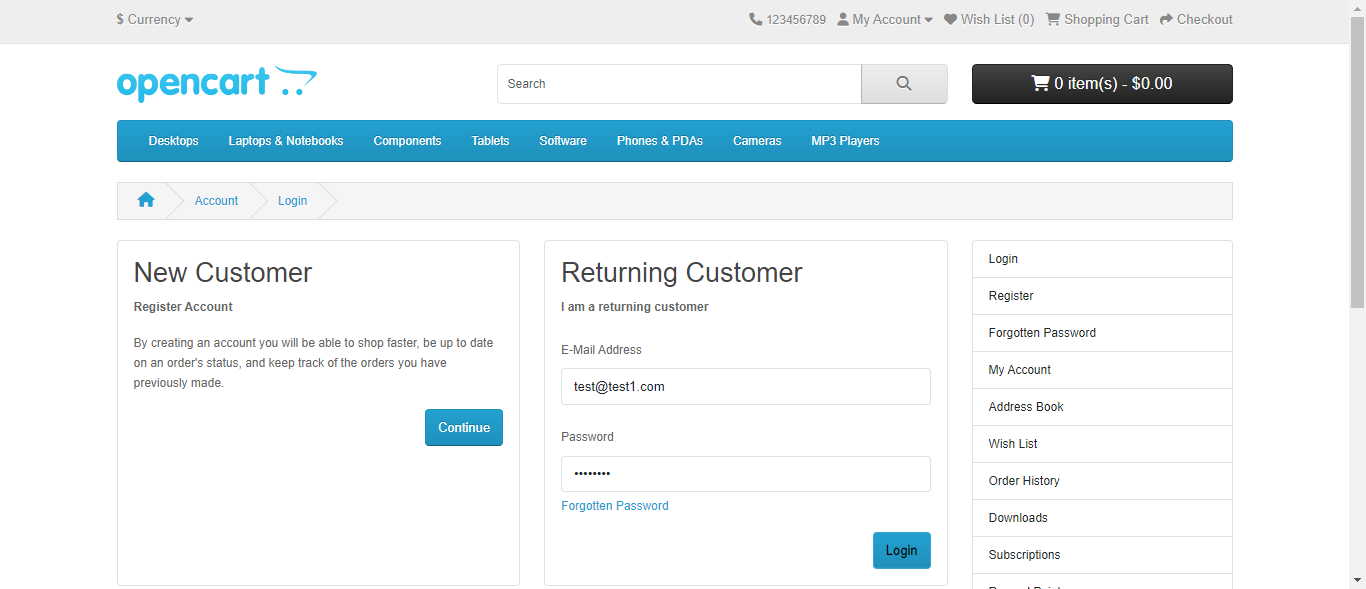 $ Currency
123456789 My Account Wish List (0) Shopping Cart Checkout
opencart
Search
0 item(s) - $0.00
Desktops Laptops & Notebooks Components Tablets Software Phones & PDAs Cameras MP3 Players
Account Login
New Customer
Register Account
By creating an account you will be able to shop faster, be up to date
on an order's status, and keep track of the orders you have
previously made.
Continue
Returning Customer
I am a returning customer
E-Mail Address
test@test1.com
Password
••••••••
Forgotten Password
Login
Login
Register
Forgotten Password
My Account
Address Book
Wish List
Order History
Downloads
Subscriptions